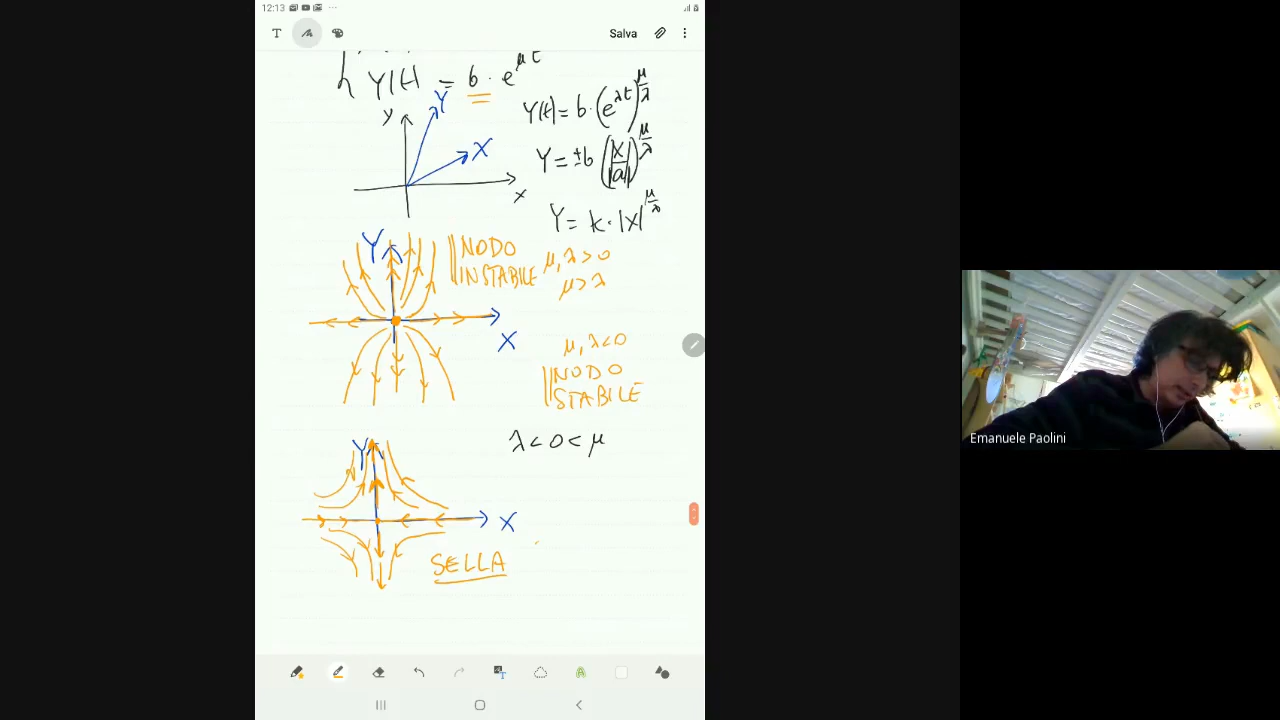 12:13
T
Salva
Y(t) = b · e^{μt}
Y
y
X
x
Y(t) = b · (e^{λt})^{μ/λ}
Y = ±b (|X|/|a|)^{μ/λ}
Y = k · |X|^{μ/λ}
Y
NODO
INSTABILE
μ, λ > 0
μ > λ
X
μ, λ < 0
NODO
STABILE
λ < 0 < μ
Y
X
SELLA
Emanuele Paolini